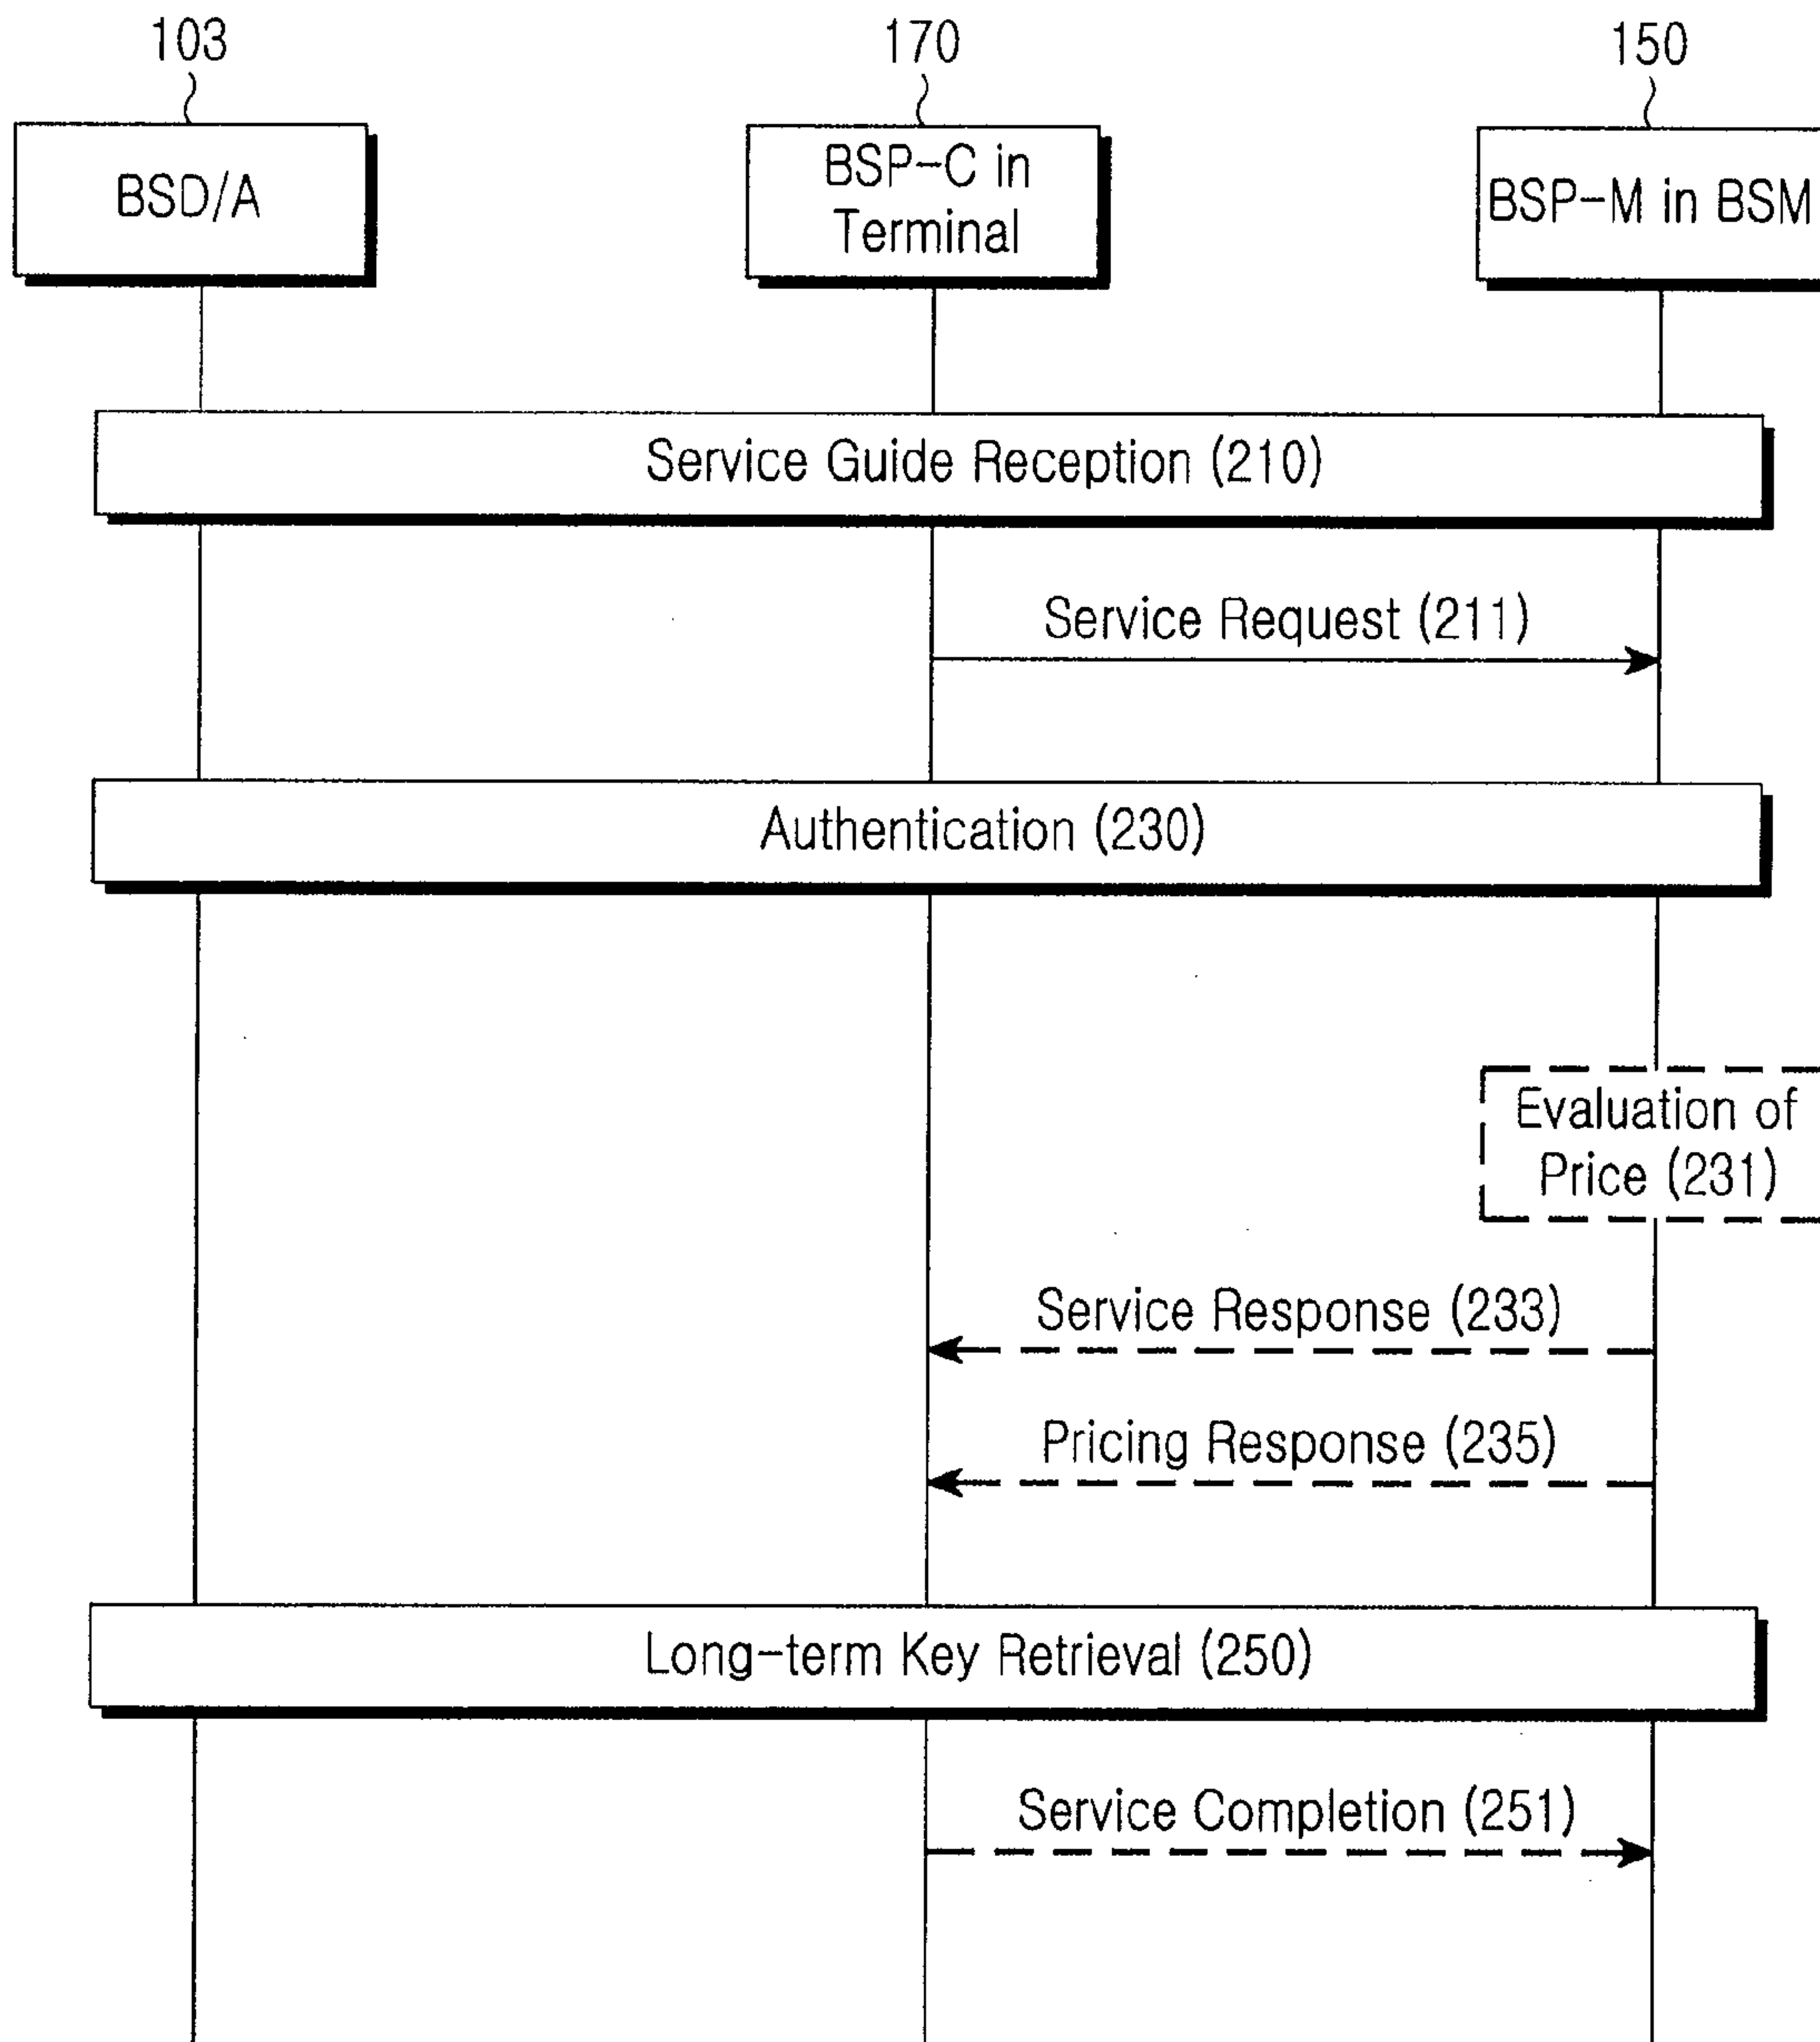 103
170
150
BSD/A
BSP-C in
Terminal
BSP-M in BSM
Service Guide Reception (210)
Service Request (211)
Authentication (230)
Evaluation of
Price (231)
Service Response (233)
Pricing Response (235)
Long-term Key Retrieval (250)
Service Completion (251)